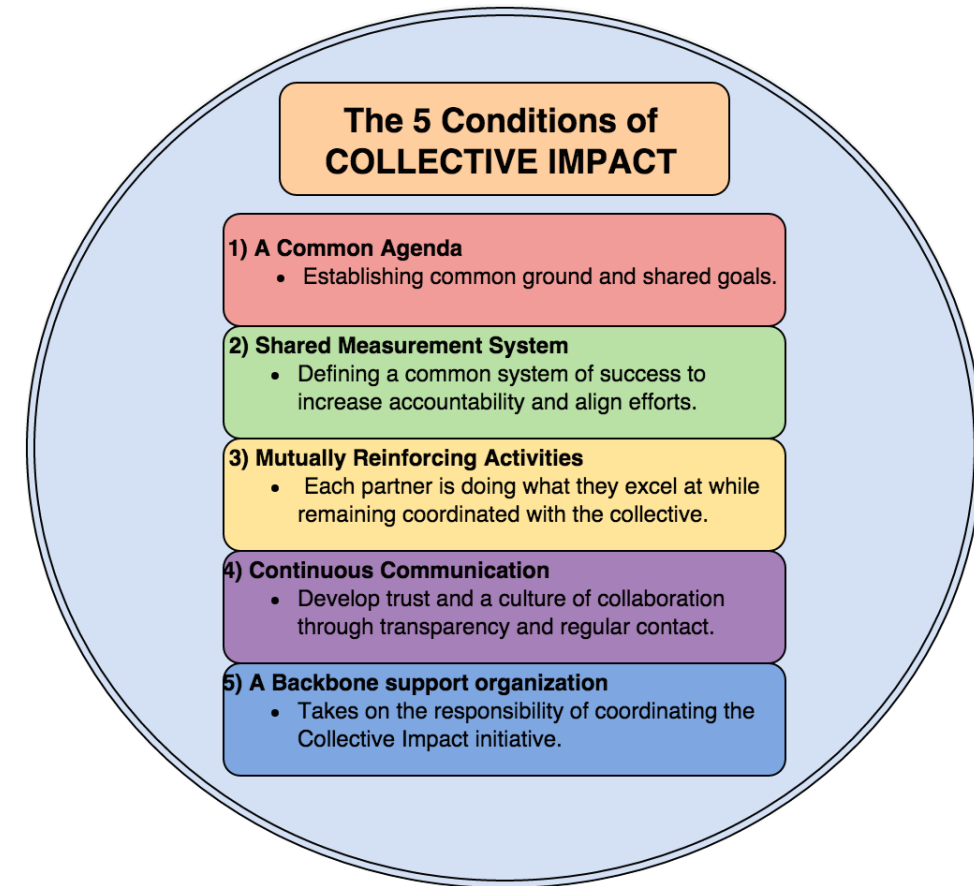 The 5 Conditions of
COLLECTIVE IMPACT
1) A Common Agenda
• Establishing common ground and shared goals.
2) Shared Measurement System
• Defining a common system of success to
increase accountability and align efforts.
3) Mutually Reinforcing Activities
• Each partner is doing what they excel at while
remaining coordinated with the collective.
4) Continuous Communication
• Develop trust and a culture of collaboration
through transparency and regular contact.
5) A Backbone support organization
• Takes on the responsibility of coordinating the
Collective Impact initiative.